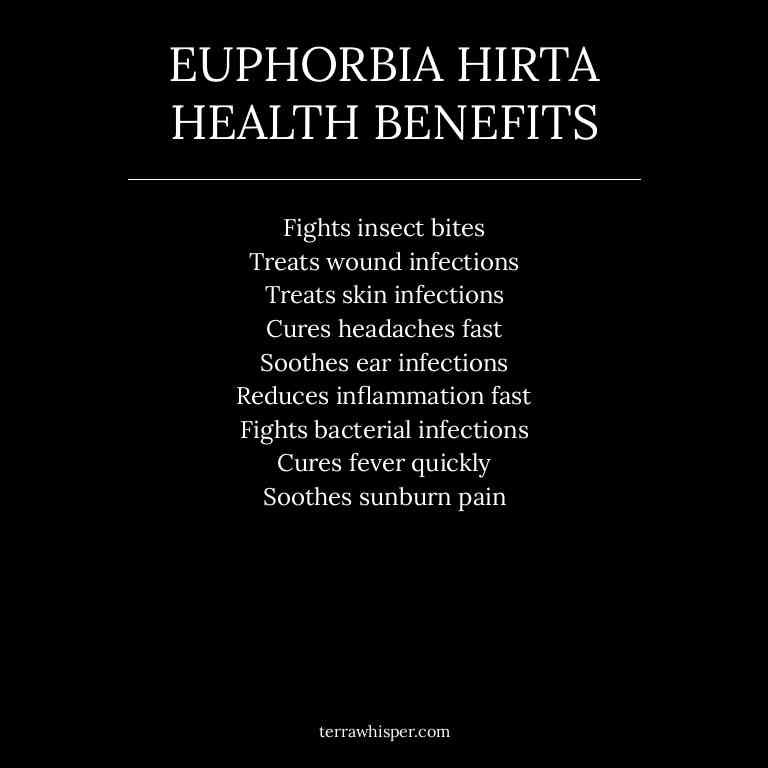 EUPHORBIA HIRTA
HEALTH BENEFITS
Fights insect bites
Treats wound infections
Treats skin infections
Cures headaches fast
Soothes ear infections
Reduces inflammation fast
Fights bacterial infections
Cures fever quickly
Soothes sunburn pain
terrawhisper.com